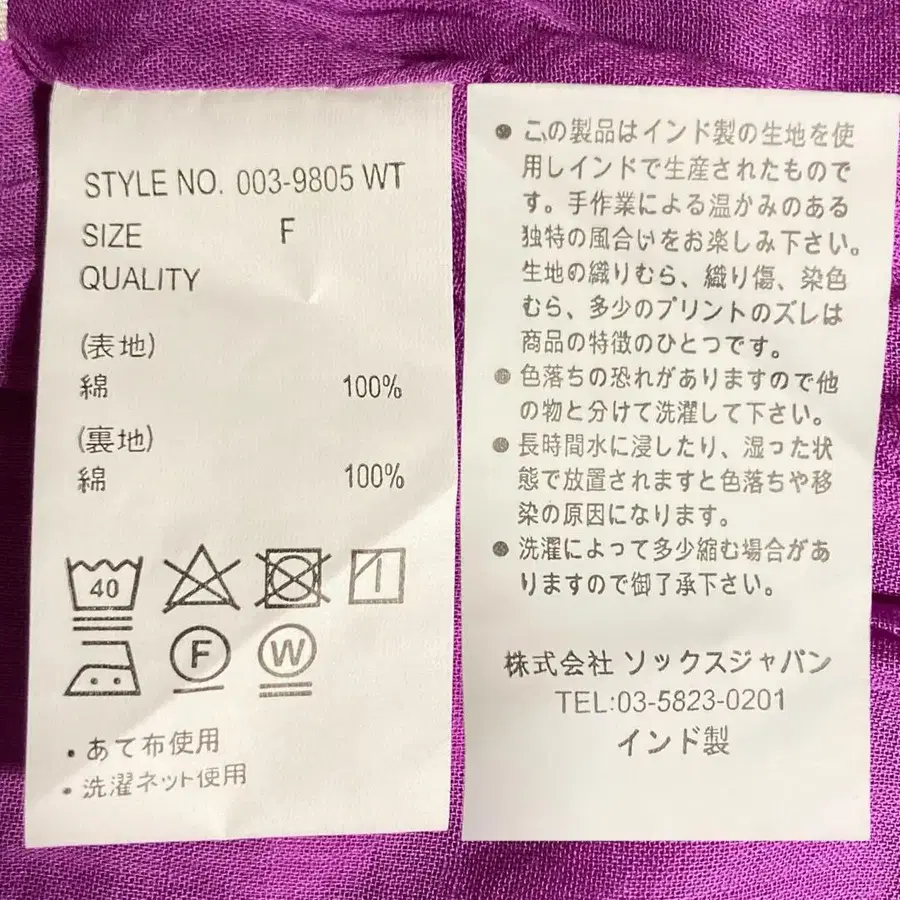 STYLE NO. 003-9805 WT
SIZE F
QUALITY
(表地)
綿 100%
(裏地)
綿 100%
40
F W
・あて布使用
・洗濯ネット使用
● この製品はインド製の生地を使
用しインドで生産されたもので
す。手作業による温かみのある
独特の風合いをお楽しみ下さい。
生地の織りむら、織り傷、染色
むら、多少のプリントのズレは
商品の特徴のひとつです。
● 色落ちの恐れがありますので他
の物と分けて洗濯して下さい。
● 長時間水に浸したり、湿った状
態で放置されますと色落ちや移
染の原因になります。
● 洗濯によって多少縮む場合があ
りますので御了承下さい。
株式会社 ソックスジャパン
TEL:03-5823-0201
インド製